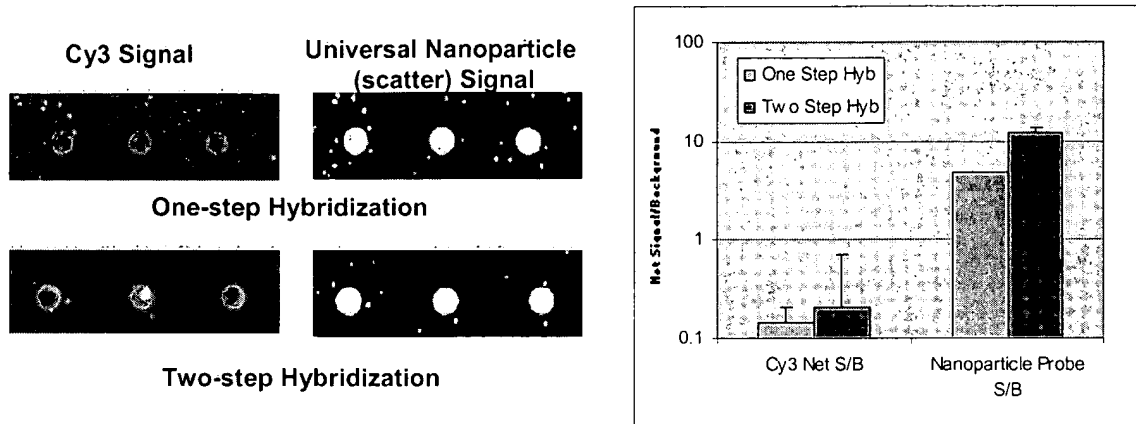 Cy3 Signal
Universal Nanoparticle
(scatter) Signal
One-step Hybridization
Two-step Hybridization
100
10
1
0.1
Net Signal/Background
One Step Hyb
Two Step Hyb
Cy3 Net S/B
Nanoparticle Probe
S/B